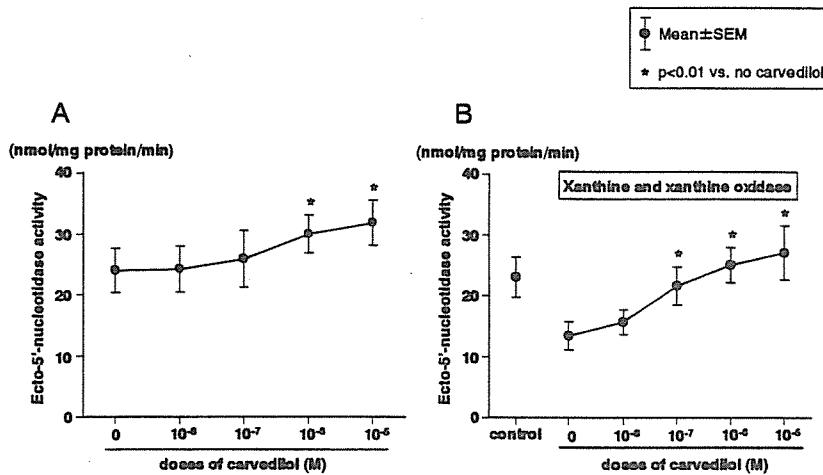 Mean±SEM
* p<0.01 vs. no carvedilol
A
(nmol/mg protein/min)
Ecto-5'-nucleotidase activity
40
30
20
10
0
* *
0 10⁻⁸ 10⁻⁷ 10⁻⁶ 10⁻⁵
doses of carvedilol (M)
B
(nmol/mg protein/min)
Xanthine and xanthine oxidase
Ecto-5'-nucleotidase activity
40
30
20
10
0
* * *
control 0 10⁻⁸ 10⁻⁷ 10⁻⁶ 10⁻⁵
doses of carvedilol (M)